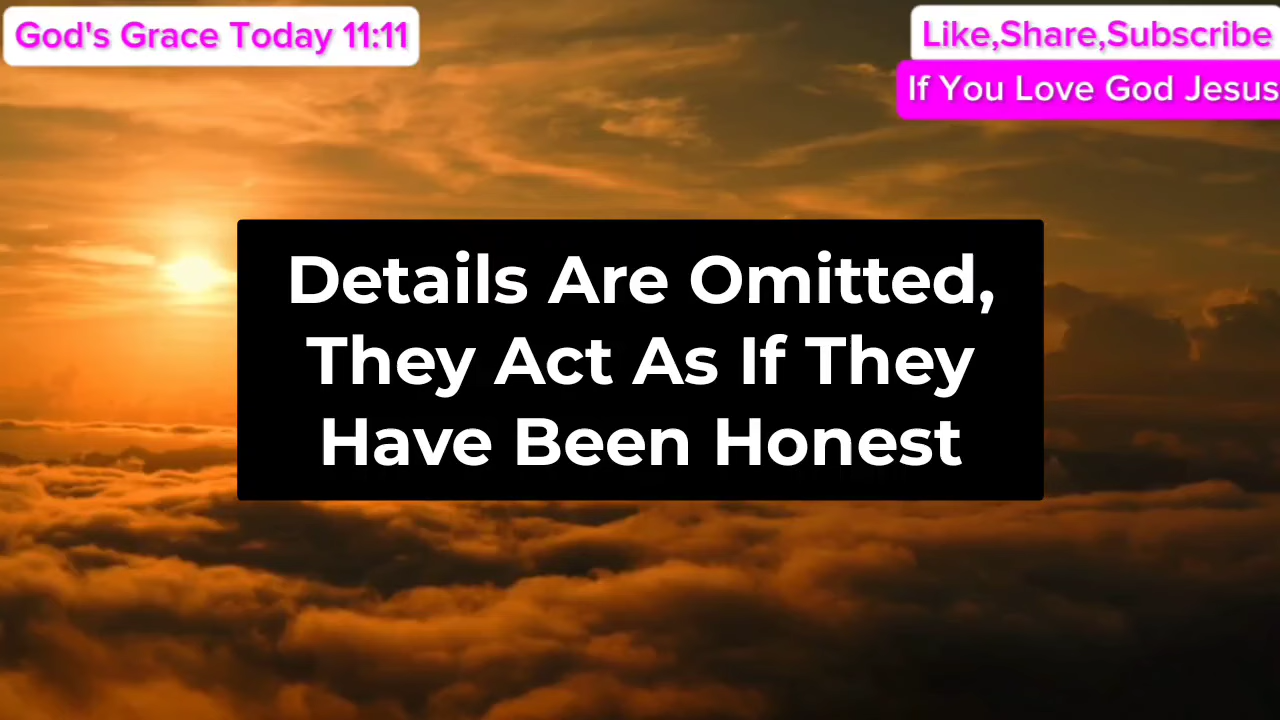 God's Grace Today 11:11
Like,Share,Subscribe
If You Love God Jesus
Details Are Omitted,
They Act As If They
Have Been Honest